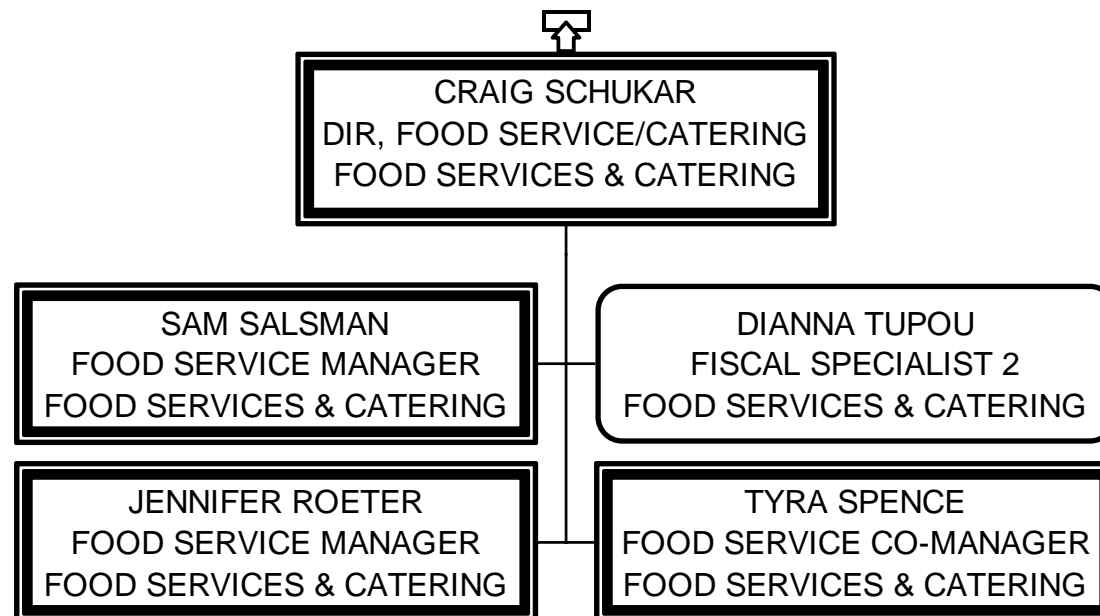 CRAIG SCHUKAR
DIR, FOOD SERVICE/CATERING
FOOD SERVICES & CATERING
SAM SALSMAN
FOOD SERVICE MANAGER
FOOD SERVICES & CATERING
DIANNA TUPOU
FISCAL SPECIALIST 2
FOOD SERVICES & CATERING
JENNIFER ROETER
FOOD SERVICE MANAGER
FOOD SERVICES & CATERING
TYRA SPENCE
FOOD SERVICE CO-MANAGER
FOOD SERVICES & CATERING